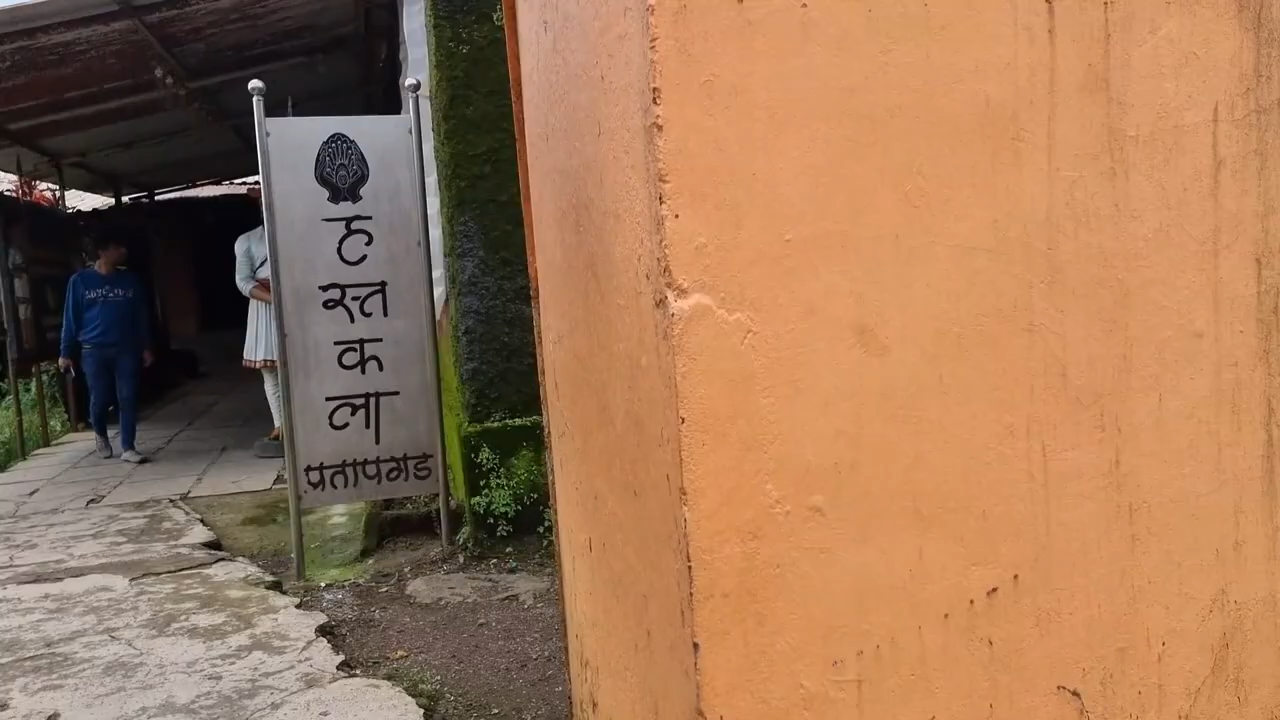 ह
स्त
क
ला
प्रतापगड